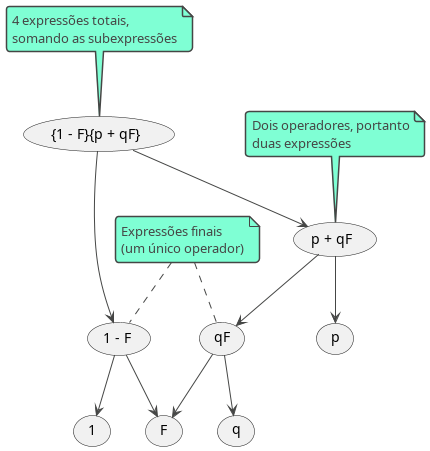 4 expressões totais,
somando as subexpressões
{1 - F}{p + qF}
Dois operadores, portanto
duas expressões
Expressões finais
(um único operador)
p + qF
1 - F
qF
p
1
F
q